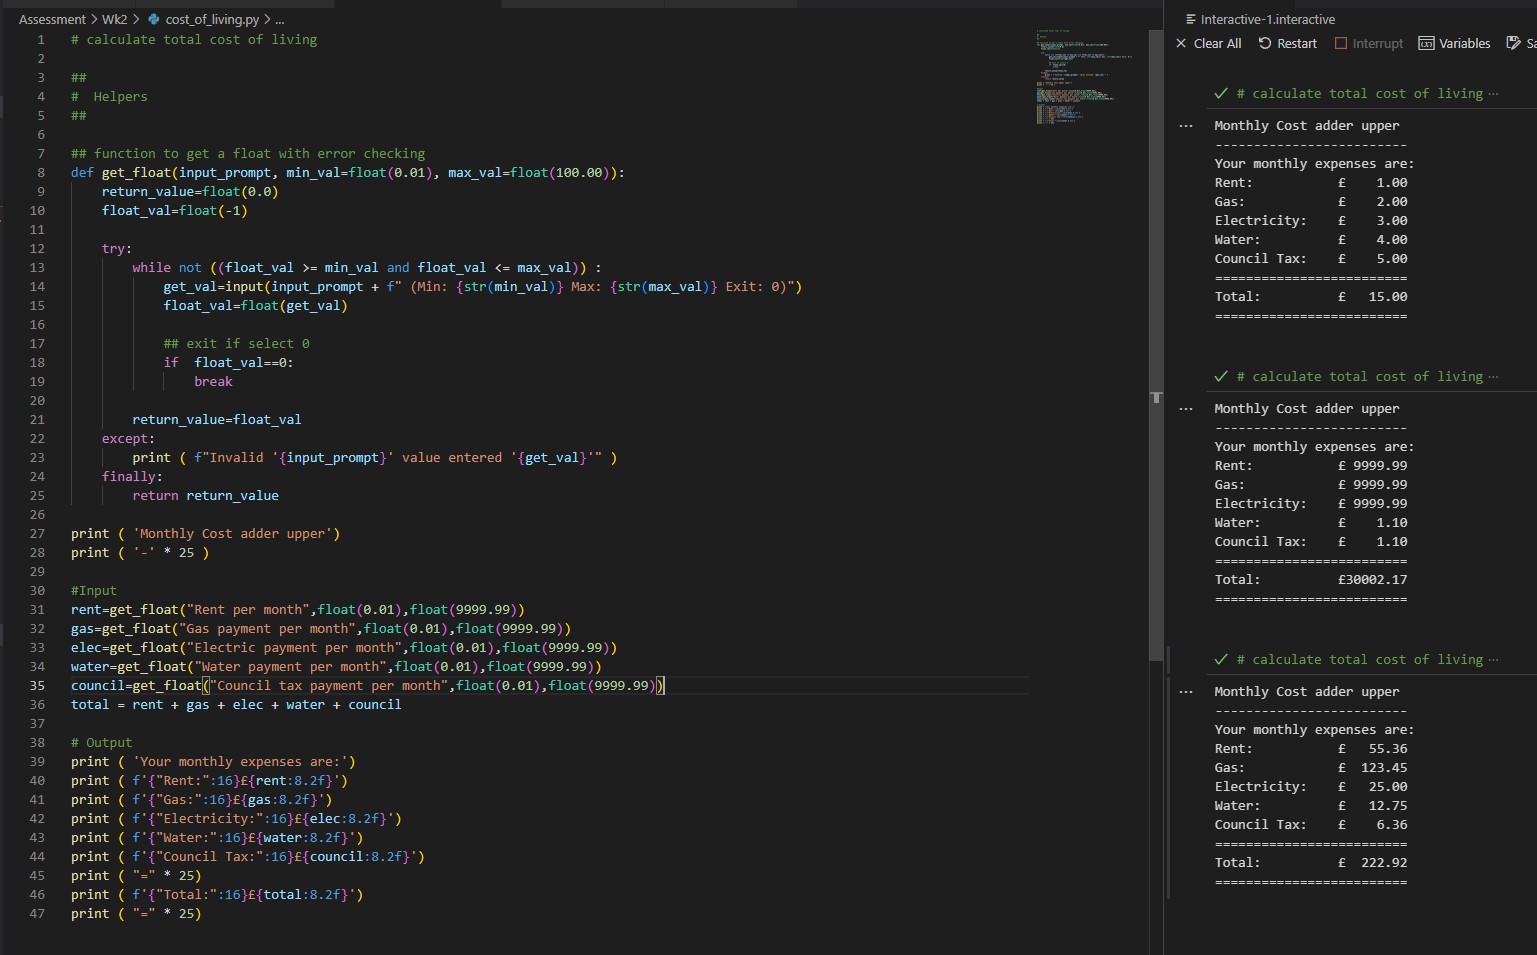 Assessment > Wk2 > cost_of_living.py > ...
1 # calculate total cost of living
2
3 ##
4 #  Helpers
5 ##
6
7 ## function to get a float with error checking
8 def get_float(input_prompt, min_val=float(0.01), max_val=float(100.00)):
9     return_value=float(0.0)
10     float_val=float(-1)
11
12     try:
13         while not ((float_val >= min_val and float_val <= max_val)) :
14             get_val=input(input_prompt + f" (Min: {str(min_val)} Max: {str(max_val)} Exit: 0)")
15             float_val=float(get_val)
16
17             ## exit if select 0
18             if  float_val==0:
19                 break
20
21         return_value=float_val
22     except:
23         print ( f"Invalid '{input_prompt}' value entered '{get_val}'" )
24     finally:
25         return return_value
26
27 print ( 'Monthly Cost adder upper')
28 print ( '-' * 25 )
29
30 #Input
31 rent=get_float("Rent per month",float(0.01),float(9999.99))
32 gas=get_float("Gas payment per month",float(0.01),float(9999.99))
33 elec=get_float("Electric payment per month",float(0.01),float(9999.99))
34 water=get_float("Water payment per month",float(0.01),float(9999.99))
35 council=get_float("Council tax payment per month",float(0.01),float(9999.99))
36 total = rent + gas + elec + water + council
37
38 # Output
39 print ( 'Your monthly expenses are:')
40 print ( f'{"Rent:":16}£{rent:8.2f}')
41 print ( f'{"Gas:":16}£{gas:8.2f}')
42 print ( f'{"Electricity:":16}£{elec:8.2f}')
43 print ( f'{"Water:":16}£{water:8.2f}')
44 print ( f'{"Council Tax:":16}£{council:8.2f}')
45 print ( "=" * 25)
46 print ( f'{"Total:":16}£{total:8.2f}')
47 print ( "=" * 25)
Interactive-1.interactive
Clear All Restart Interrupt Variables
# calculate total cost of living ...
Monthly Cost adder upper
-------------------------
Your monthly expenses are:
Rent:           £    1.00
Gas:            £    2.00
Electricity:    £    3.00
Water:          £    4.00
Council Tax:    £    5.00
=========================
Total:          £   15.00
=========================
# calculate total cost of living ...
Monthly Cost adder upper
-------------------------
Your monthly expenses are:
Rent:           £ 9999.99
Gas:            £ 9999.99
Electricity:    £ 9999.99
Water:          £    1.10
Council Tax:    £    1.10
=========================
Total:          £30002.17
=========================
# calculate total cost of living ...
Monthly Cost adder upper
-------------------------
Your monthly expenses are:
Rent:           £   55.36
Gas:            £  123.45
Electricity:    £   25.00
Water:          £   12.75
Council Tax:    £    6.36
=========================
Total:          £  222.92
=========================